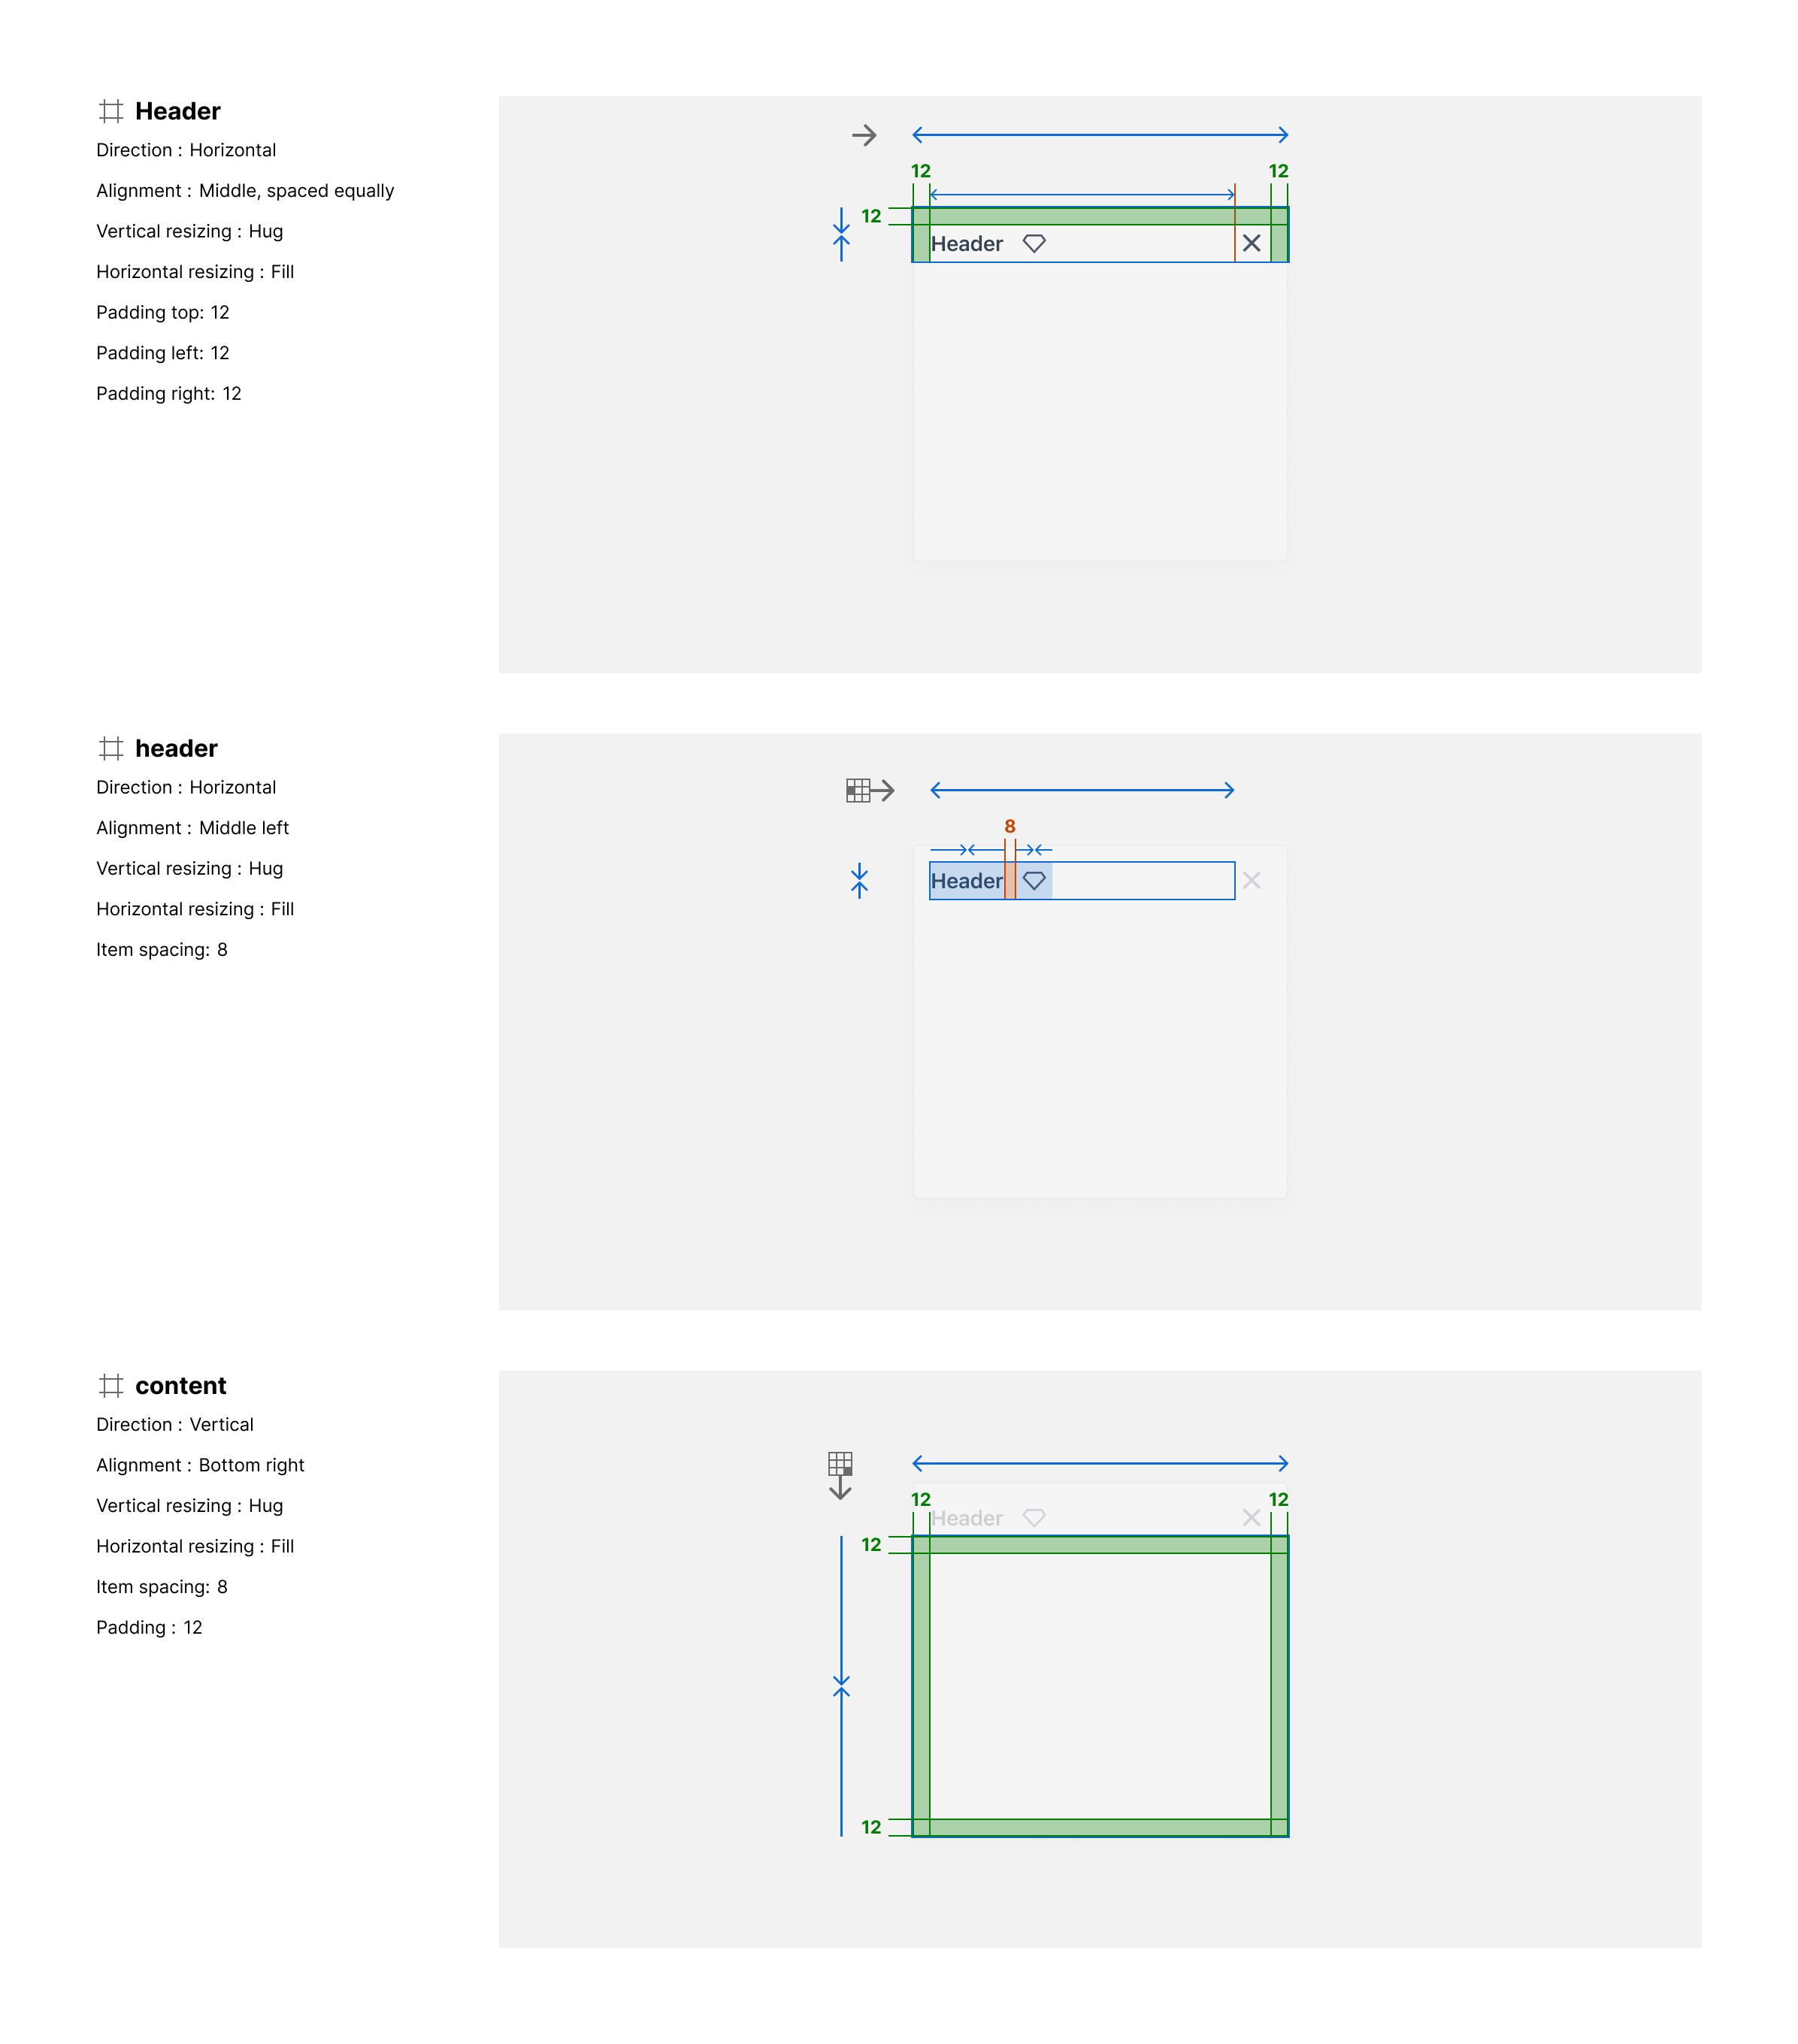 Header
Direction : Horizontal
Alignment : Middle, spaced equally
Vertical resizing : Hug
Horizontal resizing : Fill
Padding top: 12
Padding left: 12
Padding right: 12
12 12
12
Header
header
Direction : Horizontal
Alignment : Middle left
Vertical resizing : Hug
Horizontal resizing : Fill
Item spacing: 8
8
Header
content
Direction : Vertical
Alignment : Bottom right
Vertical resizing : Hug
Horizontal resizing : Fill
Item spacing: 8
Padding : 12
12 12
Header
12
12